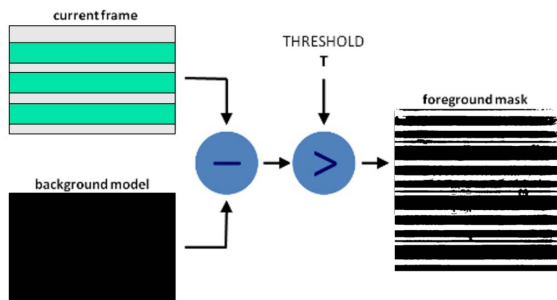 current frame
THRESHOLD
T
foreground mask
−
>
background model